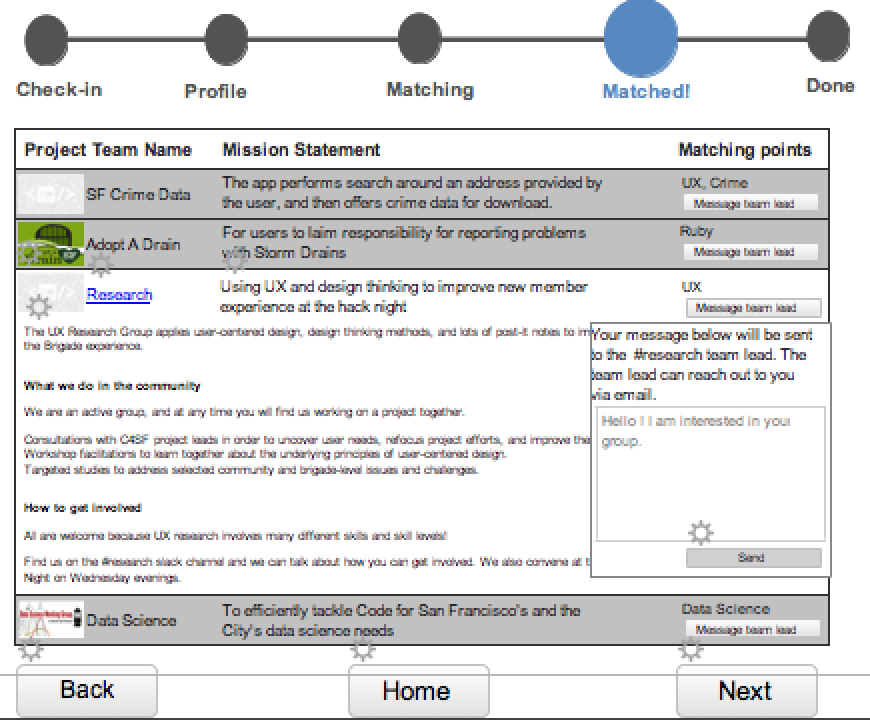 Check-in Profile Matching Matched! Done
Project Team Name Mission Statement Matching points
SF Crime Data
The app performs search around an address provided by
the user, and then offers crime data for download.
UX, Crime
Message team lead
Adopt A Drain
For users to laim responsibility for reporting problems
with Storm Drains
Ruby
Message team lead
Research
Using UX and design thinking to improve new member
experience at the hack night
UX
Message team lead
The UX Research Group applies user-centered design, design thinking methods, and lots of post-it notes to
the Brigade experience.
What we do in the community
We are an active group, and at any time you will find us working on a project together.
Consultations with C4SF project leads in order to uncover user needs, refocus project efforts, and improve the
Workshop facilitations to learn together about the underlying principles of user-centered design.
Targeted studies to address selected community and brigade-level issues and challenges.
How to get involved
All are welcome because UX research involves many different skills and skill levels!
Find us on the #research slack channel and we can talk about how you can get involved. We also convene at
Night on Wednesday evenings.
Your message below will be sent
to the #research team lead. The
team lead can reach out to you
via email.
Hello ! I am interested in your
group.
Send
Data Science
To efficiently tackle Code for San Francisco's and the
City's data science needs
Data Science
Message team lead
Back Home Next